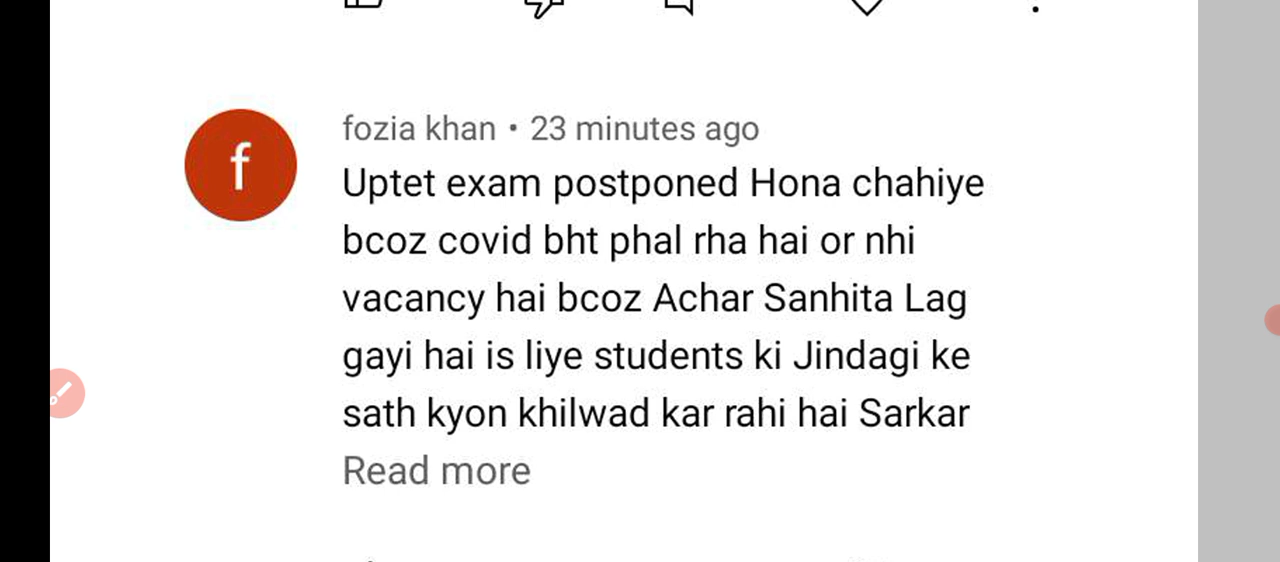 f
fozia khan • 23 minutes ago
Uptet exam postponed Hona chahiye
bcoz covid bht phal rha hai or nhi
vacancy hai bcoz Achar Sanhita Lag
gayi hai is liye students ki Jindagi ke
sath kyon khilwad kar rahi hai Sarkar
Read more